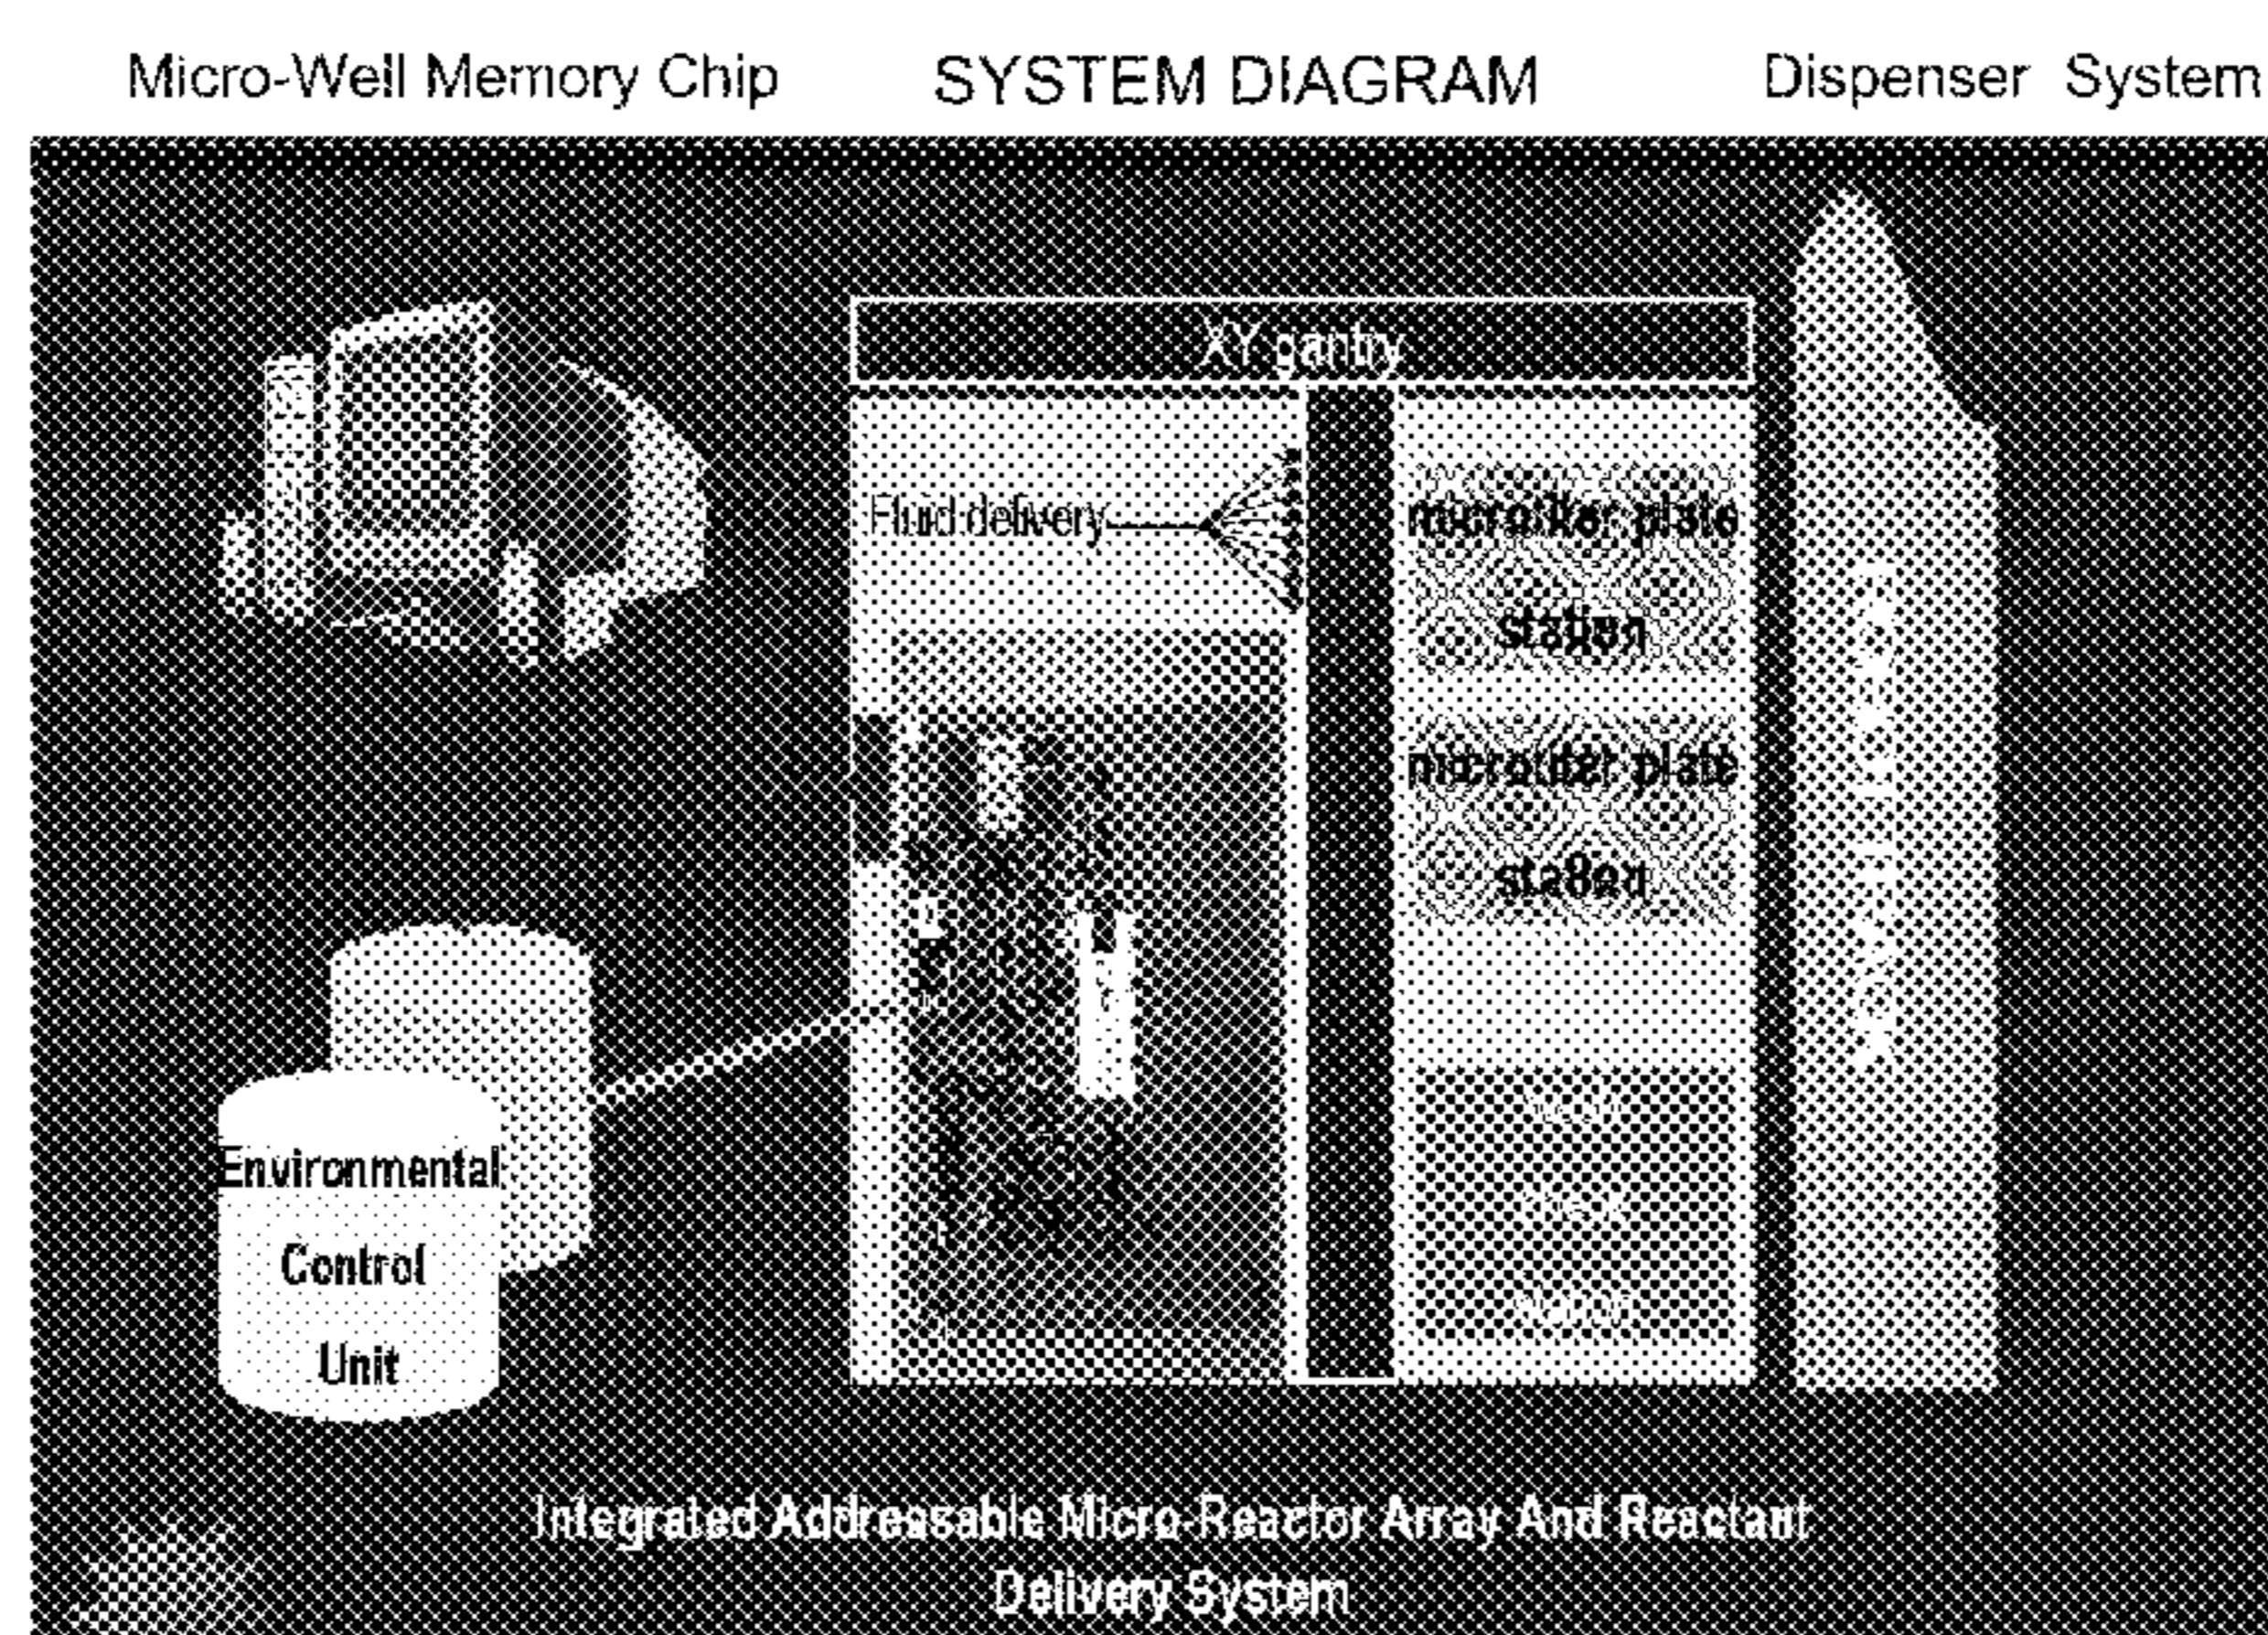 Micro-Well Memory Chip
SYSTEM DIAGRAM
Dispenser System
XY gantry
Fluid delivery
microtiter plate
station
microtiter plate
station
Environmental
Control
Unit
Integrated Addressable Micro-Reactor Array And Reactant
Delivery System